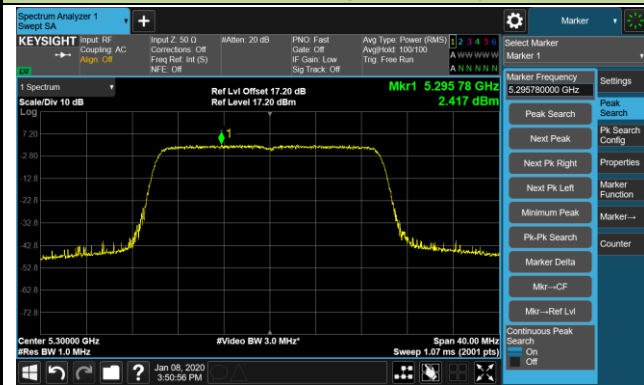 Spectrum Analyzer 1
Swept SA
Marker
KEYSIGHT
Input: RF
Coupling: AC
Align: Off
Input Z: 50 Ω
Corrections: Off
Freq Ref: Int (S)
NFE: Off
#Atten: 20 dB
PNO: Fast
Gate: Off
IF Gain: Low
Sig Track: Off
Avg Type: Power (RMS)
Avg|Hold: 100/100
Trig: Free Run
1 2 3 4 5 6
A W W W W W
A N N N N N
Select Marker
Marker 1
1 Spectrum
Scale/Div 10 dB
Log
Ref Lvl Offset 17.20 dB
Ref Level 17.20 dBm
Mkr1 5.295 78 GHz
2.417 dBm
7.20
-2.80
-12.8
-22.8
-32.8
-42.8
-52.8
-62.8
-72.8
1
Center 5.30000 GHz
#Res BW 1.0 MHz
#Video BW 3.0 MHz*
Span 40.00 MHz
Sweep 1.07 ms (2001 pts)
Marker Frequency
5.295780000 GHz
Peak Search
Next Peak
Next Pk Right
Next Pk Left
Minimum Peak
Pk-Pk Search
Marker Delta
Mkr→CF
Mkr→Ref Lvl
Continuous Peak
Search
On
Off
Settings
Peak
Search
Pk Search
Config
Properties
Marker
Function
Marker→
Counter
Jan 08, 2020
3:50:56 PM